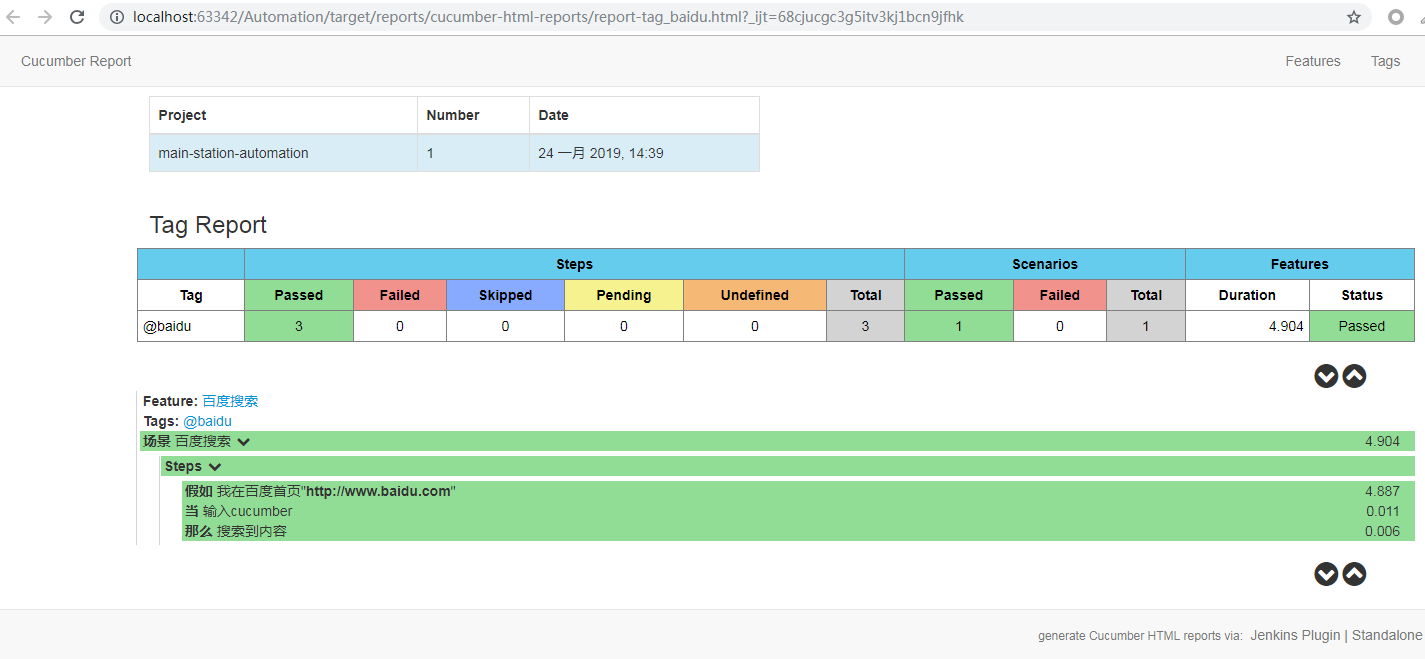 localhost:63342/Automation/target/reports/cucumber-html-reports/report-tag_baidu.html?_ijt=68cjucgc3g5itv3kj1bcn9jfhk
Cucumber Report Features Tags
Project Number Date
main-station-automation 1 24 一月 2019, 14:39
Tag Report
Steps Scenarios Features
Tag Passed Failed Skipped Pending Undefined Total Passed Failed Total Duration Status
@baidu 3 0 0 0 0 3 1 0 1 4.904 Passed
Feature: 百度搜索
Tags: @baidu
场景 百度搜索 4.904
Steps
假如 我在百度首页"http://www.baidu.com" 4.887
当 输入cucumber 0.011
那么 搜索到内容 0.006
generate Cucumber HTML reports via: Jenkins Plugin | Standalone